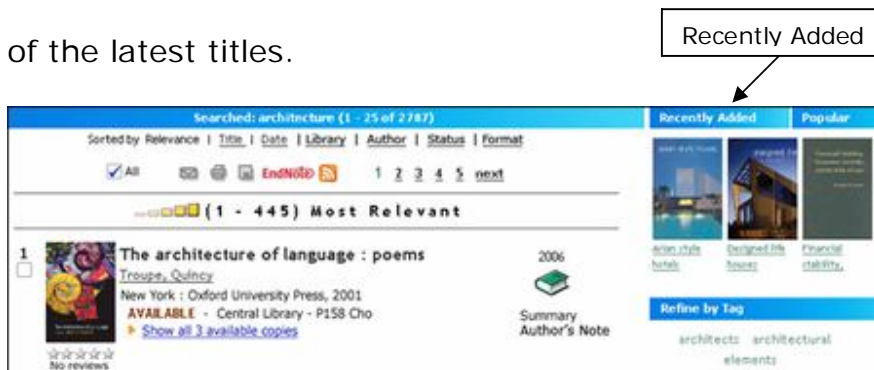 Recently Added
of the latest titles.
Searched: architecture (1 - 25 of 2787)
Sorted by Relevance | Title | Date | Library | Author | Status | Format
All EndNote 1 2 3 4 5 next
(1 - 445) Most Relevant
1
The architecture of language : poems
Troupe, Quincy
New York : Oxford University Press, 2001
AVAILABLE - Central Library - P158 Cho
Show all 3 available copies
No reviews
2006
Summary
Author's Note
Recently Added Popular
Asian style
hotels
Designed life
houses
Financial
stability,
Refine by Tag
architects architectural
elements